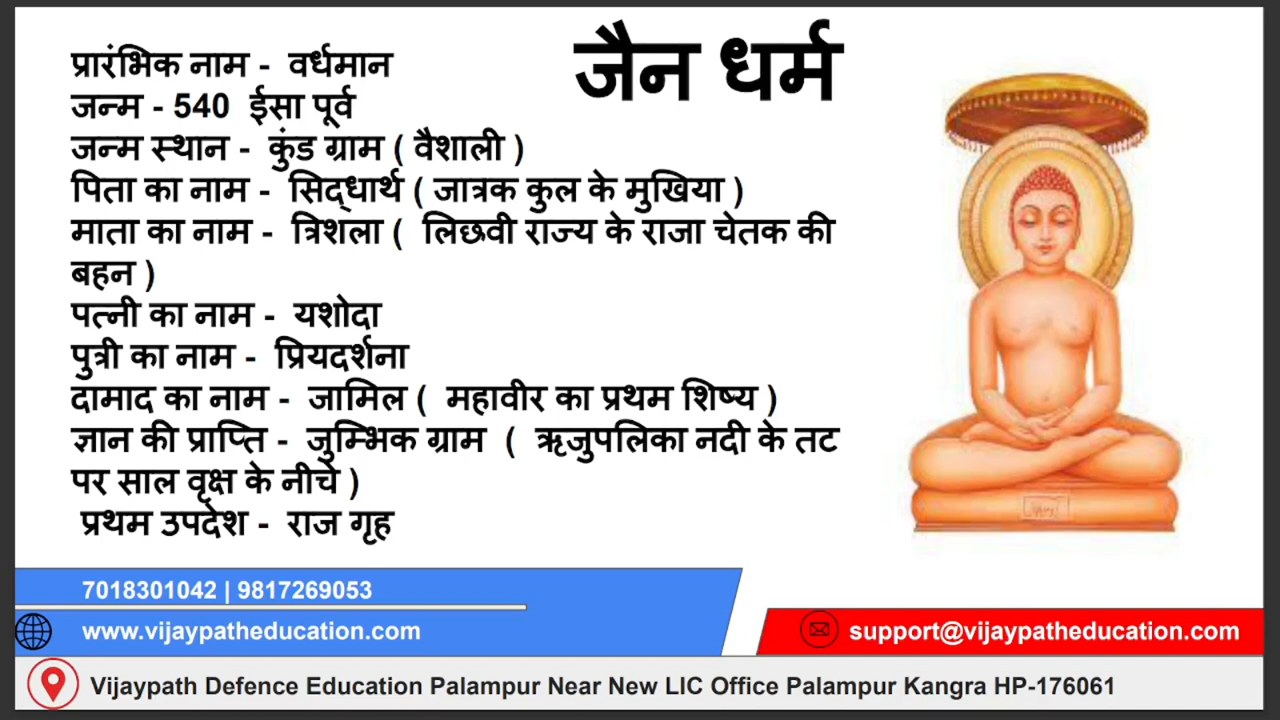 जैन धर्म
प्रारंभिक नाम - वर्धमान
जन्म - 540 ईसा पूर्व
जन्म स्थान - कुंड ग्राम ( वैशाली )
पिता का नाम - सिद्धार्थ ( जात्रक कुल के मुखिया )
माता का नाम - त्रिशला ( लिछवी राज्य के राजा चेतक की
बहन )
पत्नी का नाम - यशोदा
पुत्री का नाम - प्रियदर्शना
दामाद का नाम - जामिल ( महावीर का प्रथम शिष्य )
ज्ञान की प्राप्ति - जुम्भिक ग्राम ( ऋजुपलिका नदी के तट
पर साल वृक्ष के नीचे )
प्रथम उपदेश - राज गृह
7018301042 | 9817269053
www.vijaypatheducation.com
support@vijaypatheducation.com
Vijaypath Defence Education Palampur Near New LIC Office Palampur Kangra HP-176061